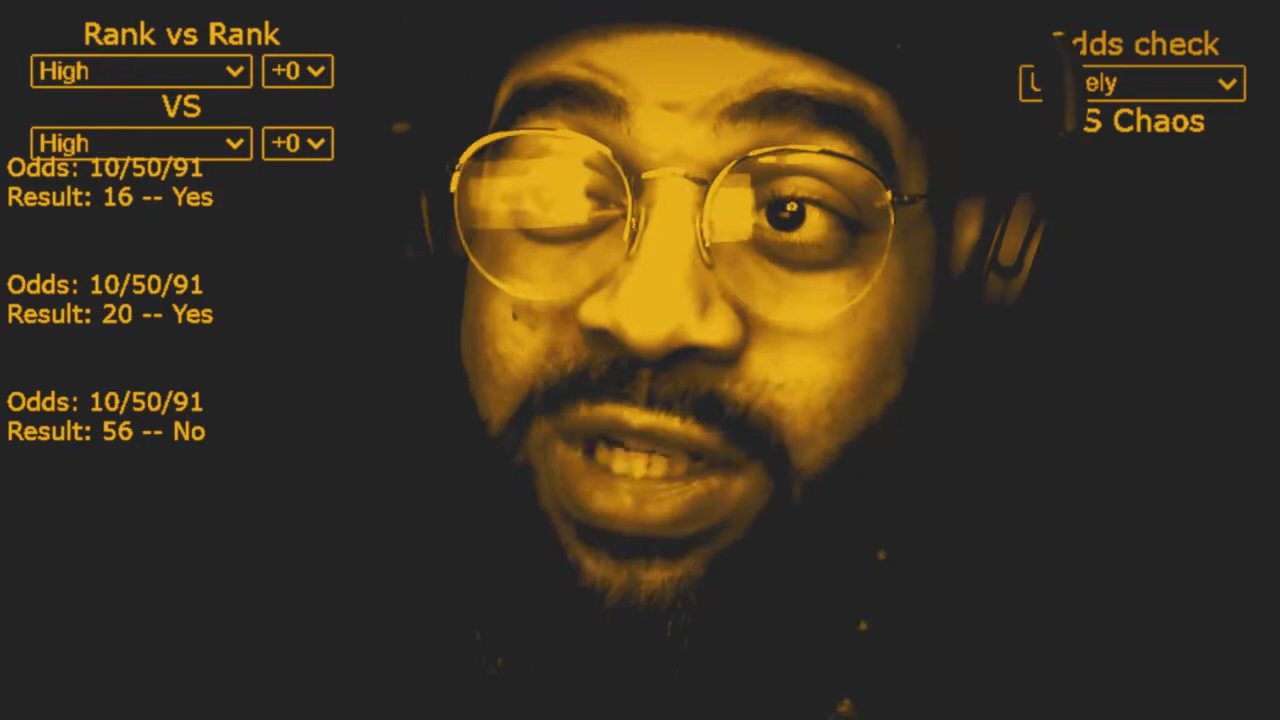 Rank vs Rank
High +0
VS
High +0
Odds: 10/50/91
Result: 16 -- Yes
Odds: 10/50/91
Result: 20 -- Yes
Odds: 10/50/91
Result: 56 -- No
check
Chaos